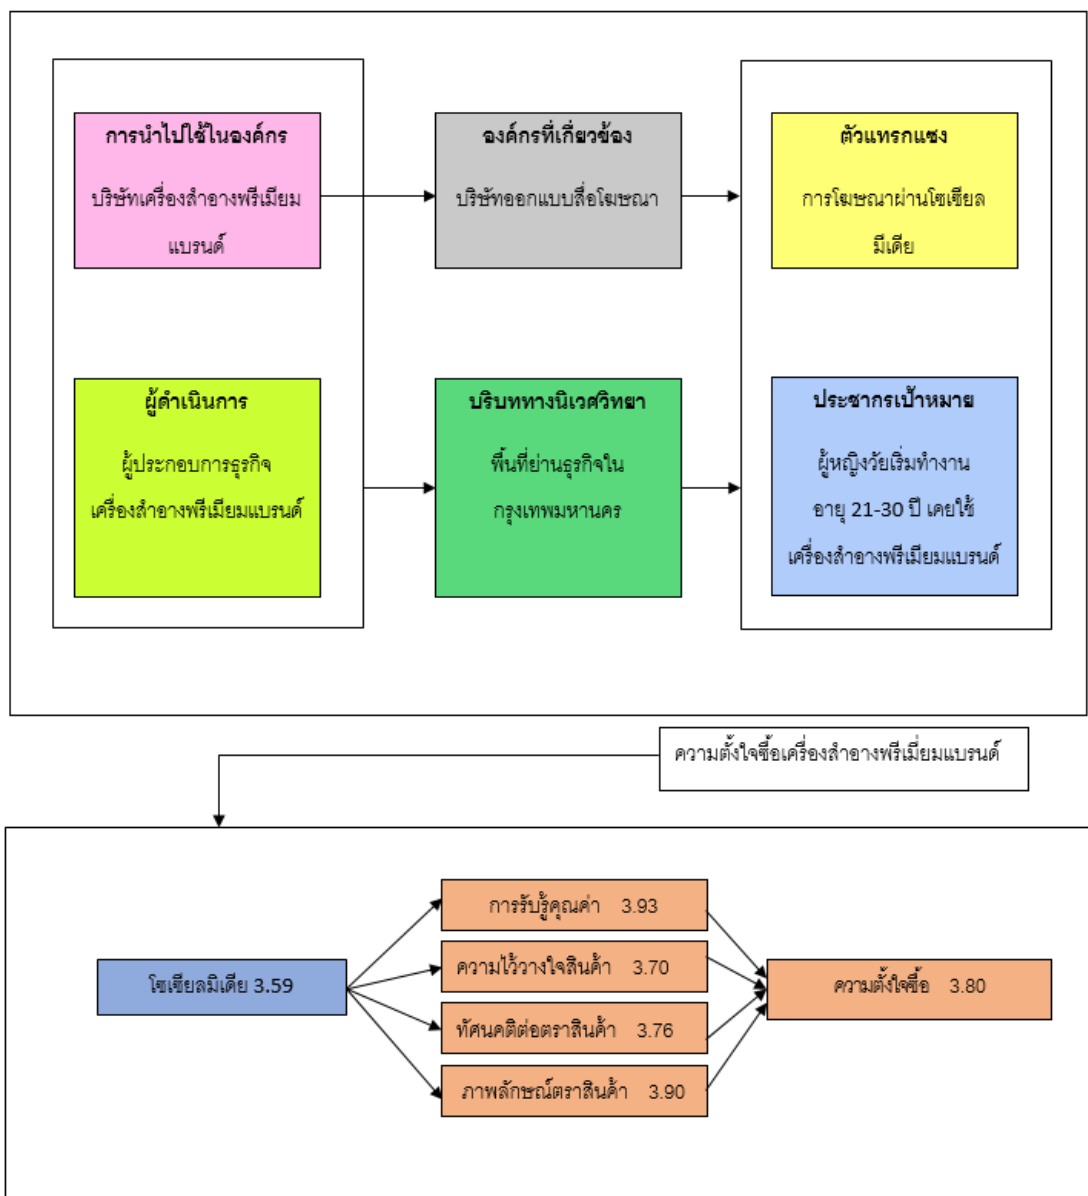 การนำไปใช้ในองค์กร
บริษัทเครื่องสำอางพรีเมียม
แบรนด์
องค์กรที่เกี่ยวข้อง
บริษัทออกแบบสื่อโฆษณา
ตัวแทรกแซง
การโฆษณาผ่านโซเซียล
มีเดีย
ผู้ดำเนินการ
ผู้ประกอบการธุรกิจ
เครื่องสำอางพรีเมียมแบรนด์
บริบททางนิเวศวิทยา
พื้นที่ย่านธุรกิจใน
กรุงเทพมหานคร
ประชากรเป้าหมาย
ผู้หญิงวัยเริ่มทำงาน
อายุ 21-30 ปี เคยใช้
เครื่องสำอางพรีเมียมแบรนด์
ความตั้งใจซื้อเครื่องสำอางพรีเมี่ยมแบรนด์
โซเซียลมีเดีย 3.59
การรับรู้คุณค่า 3.93
ความไว้วางใจสินค้า 3.70
ทัศนคติต่อตราสินค้า 3.76
ภาพลักษณ์ตราสินค้า 3.90
ความตั้งใจซื้อ 3.80